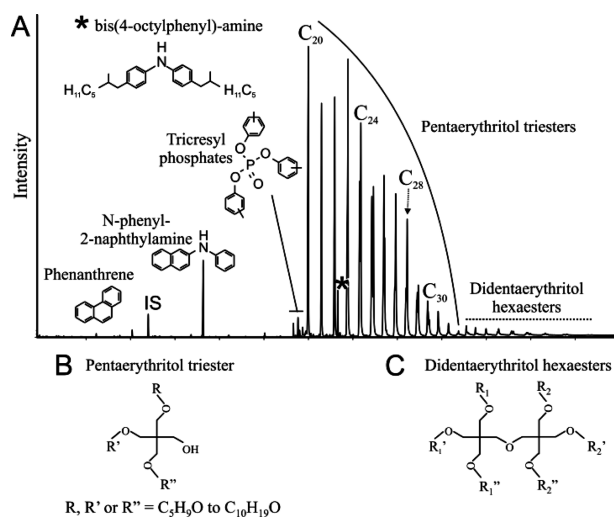 A
* bis(4-octylphenyl)-amine
H
N
H₁₁C₅
C₅H₁₁
Intensity
C₂₀
C₂₄
C₂₈
C₃₀
Pentaerythritol triesters
Tricresyl
phosphates
O
O
P
O
O
N-phenyl-
2-naphthylamine
H
N
Phenanthrene
IS
*
Didentaerythritol
hexaesters
B Pentaerythritol triester
R
O
O
R'
OH
O
R''
R, R' or R'' = C₅H₉O to C₁₀H₁₉O
C Didentaerythritol hexaesters
R₁
R₂
O
O
R₁'
O
O
O
R₂'
O
O
R₁''
R₂''